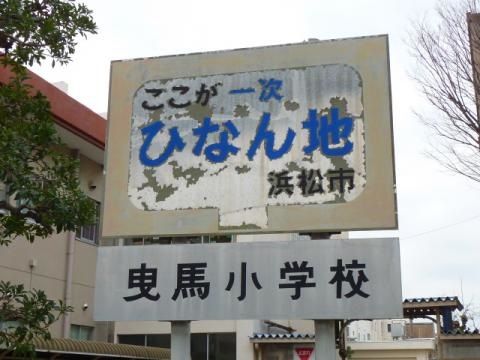 ここが一次
ひなん地
浜松市
曳馬小学校